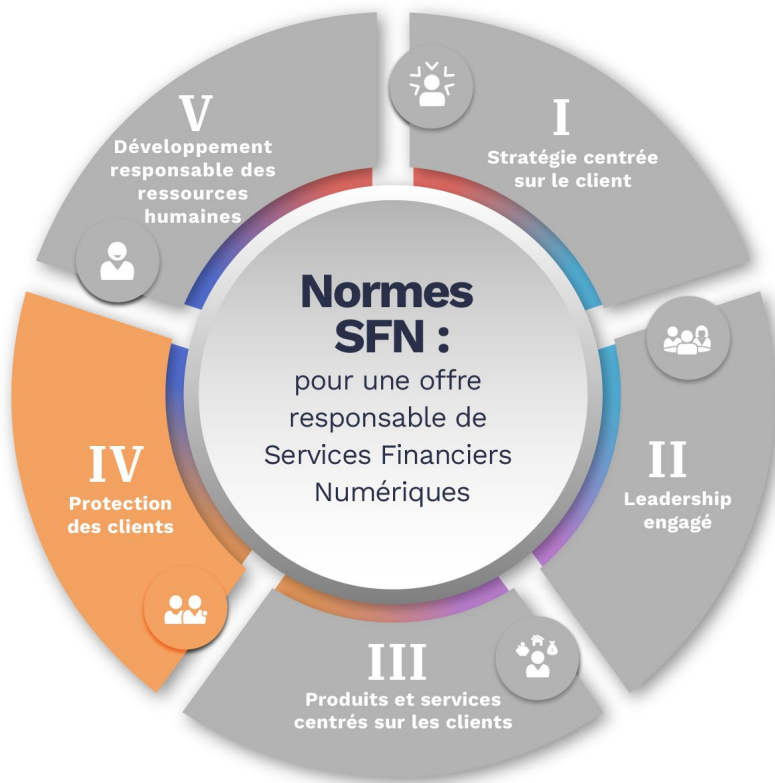 Normes
SFN :
pour une offre
responsable de
Services Financiers
Numériques
I
Stratégie centrée
sur le client
II
Leadership
engagé
III
Produits et services
centrés sur les clients
IV
Protection
des clients
V
Développement
responsable des
ressources
humaines